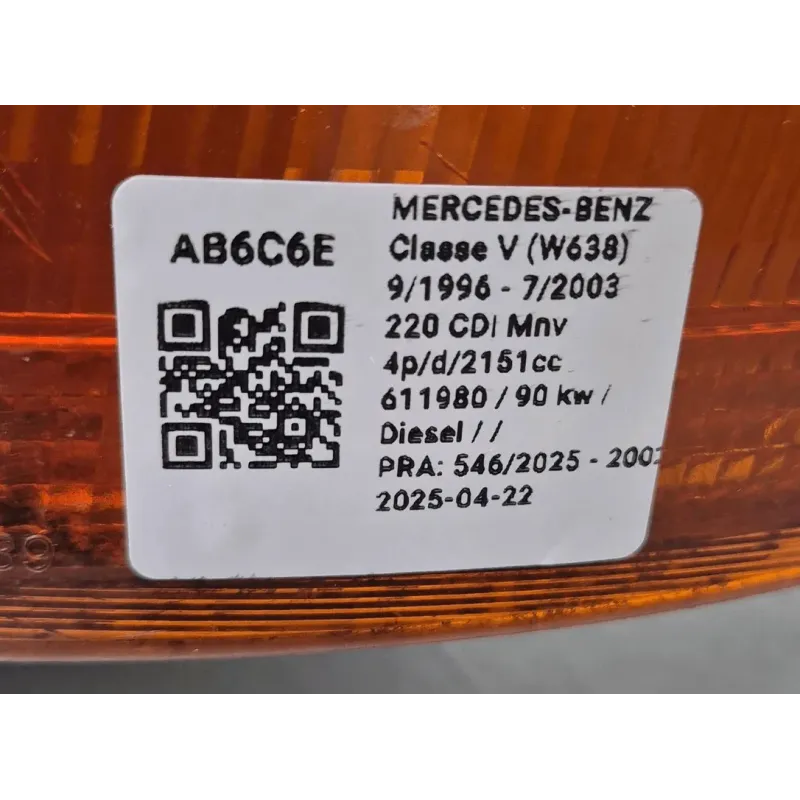 AB6C6E
MERCEDES-BENZ
Classe V (W638)
9/1996 - 7/2003
220 CDI Mnv
4p/d/2151cc
611980 / 90 kw /
Diesel / /
PRA: 546/2025 -
2025-04-22